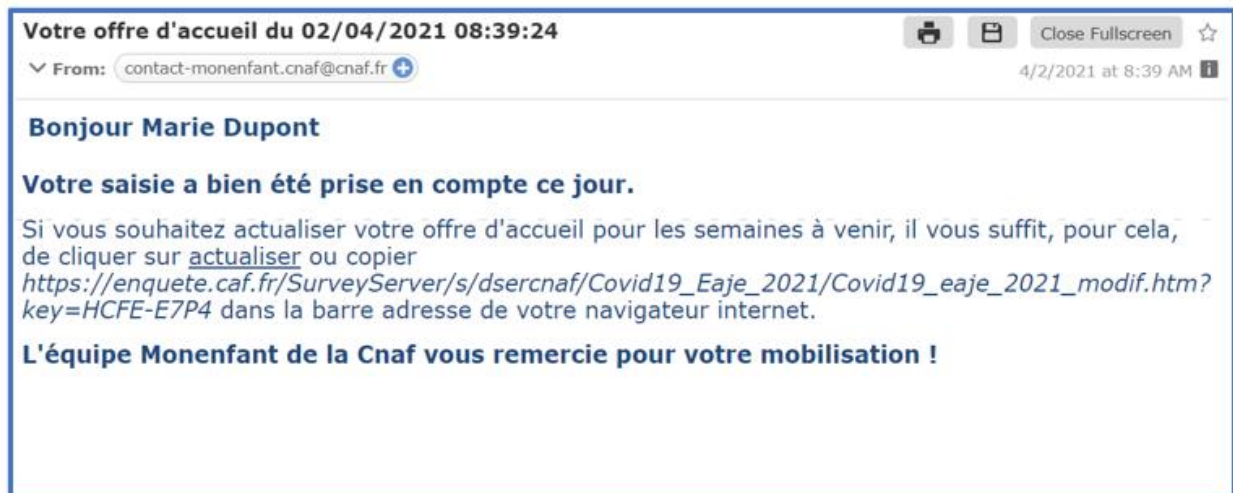 Votre offre d'accueil du 02/04/2021 08:39:24
Close Fullscreen
From: contact-monenfant.cnaf@cnaf.fr
4/2/2021 at 8:39 AM
Bonjour Marie Dupont
Votre saisie a bien été prise en compte ce jour.
Si vous souhaitez actualiser votre offre d'accueil pour les semaines à venir, il vous suffit, pour cela,
de cliquer sur actualiser ou copier
https://enquete.caf.fr/SurveyServer/s/dsercnaf/Covid19_Eaje_2021/Covid19_eaje_2021_modif.htm?
key=HCFE-E7P4 dans la barre adresse de votre navigateur internet.
L'équipe Monenfant de la Cnaf vous remercie pour votre mobilisation !